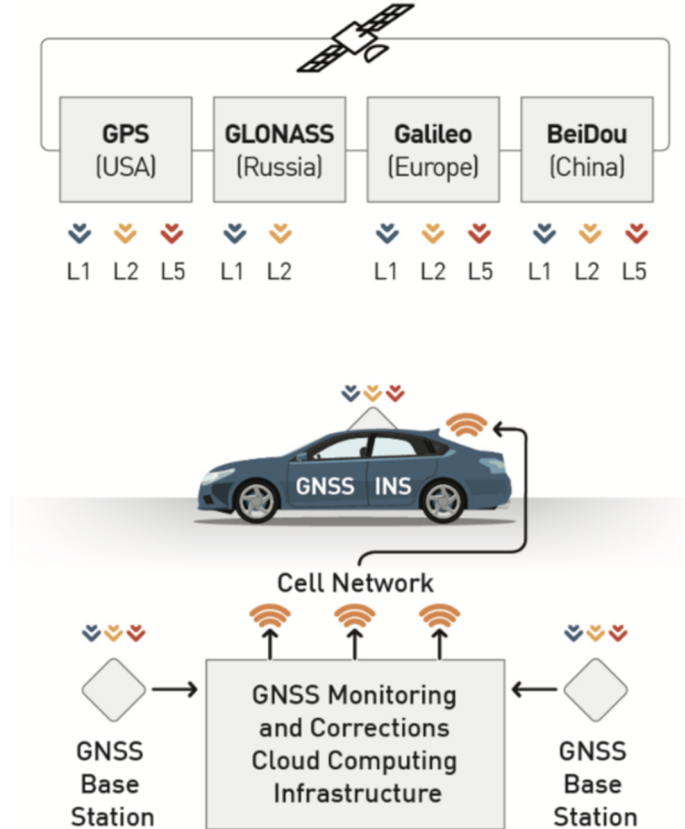 GPS
(USA)
GLONASS
(Russia)
Galileo
(Europe)
BeiDou
(China)
L1 L2 L5
L1 L2
L1 L2 L5
L1 L2 L5
GNSS INS
Cell Network
GNSS Monitoring
and Corrections
Cloud Computing
Infrastructure
GNSS
Base
Station
GNSS
Base
Station